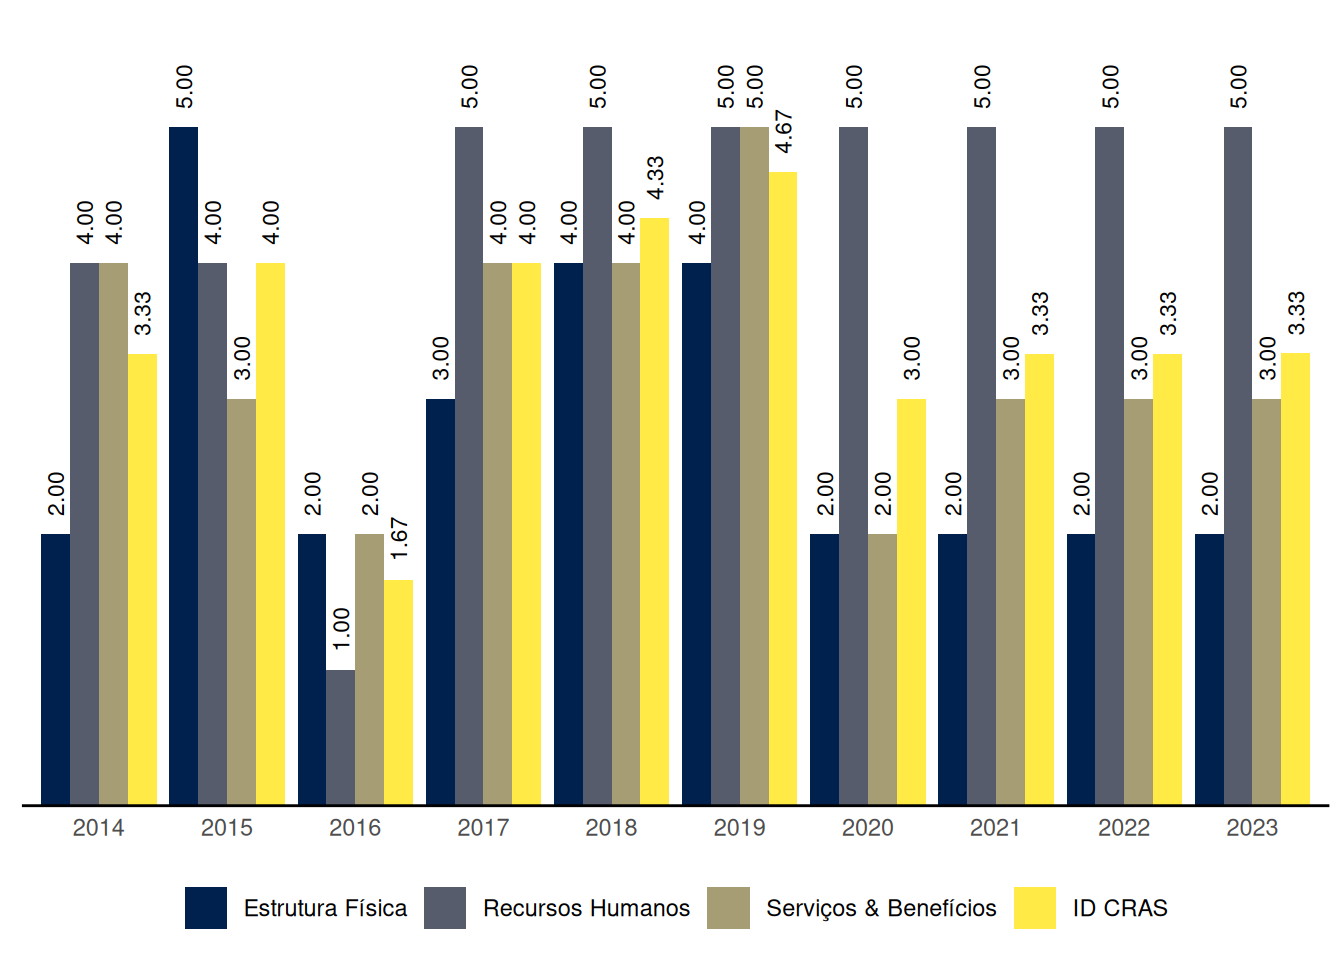 2.00 4.00 4.00 3.33
5.00 4.00 3.00 4.00
2.00 1.00 2.00 1.67
3.00 5.00 4.00 4.00
4.00 5.00 4.00 4.33
4.00 5.00 5.00 4.67
2.00 5.00 2.00 3.00
2.00 5.00 3.00 3.33
2.00 5.00 3.00 3.33
2.00 5.00 3.00 3.33
2014 2015 2016 2017 2018 2019 2020 2021 2022 2023
Estrutura Física Recursos Humanos Serviços & Benefícios ID CRAS